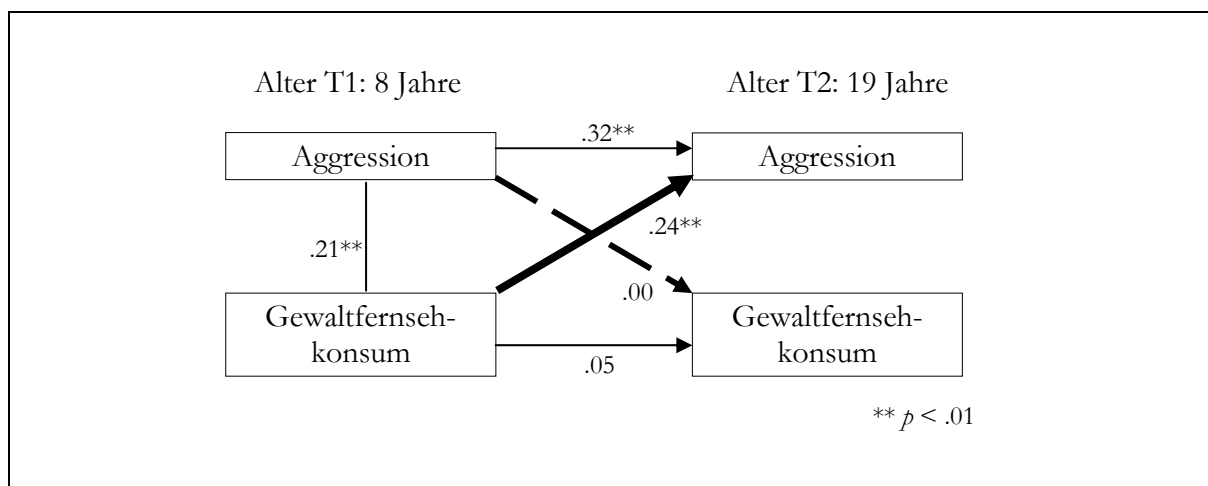 Alter T1: 8 Jahre
Alter T2: 19 Jahre
.32**
Aggression
Aggression
.21**
.24**
.00
Gewaltfernseh-
konsum
Gewaltfernseh-
konsum
.05
** p < .01